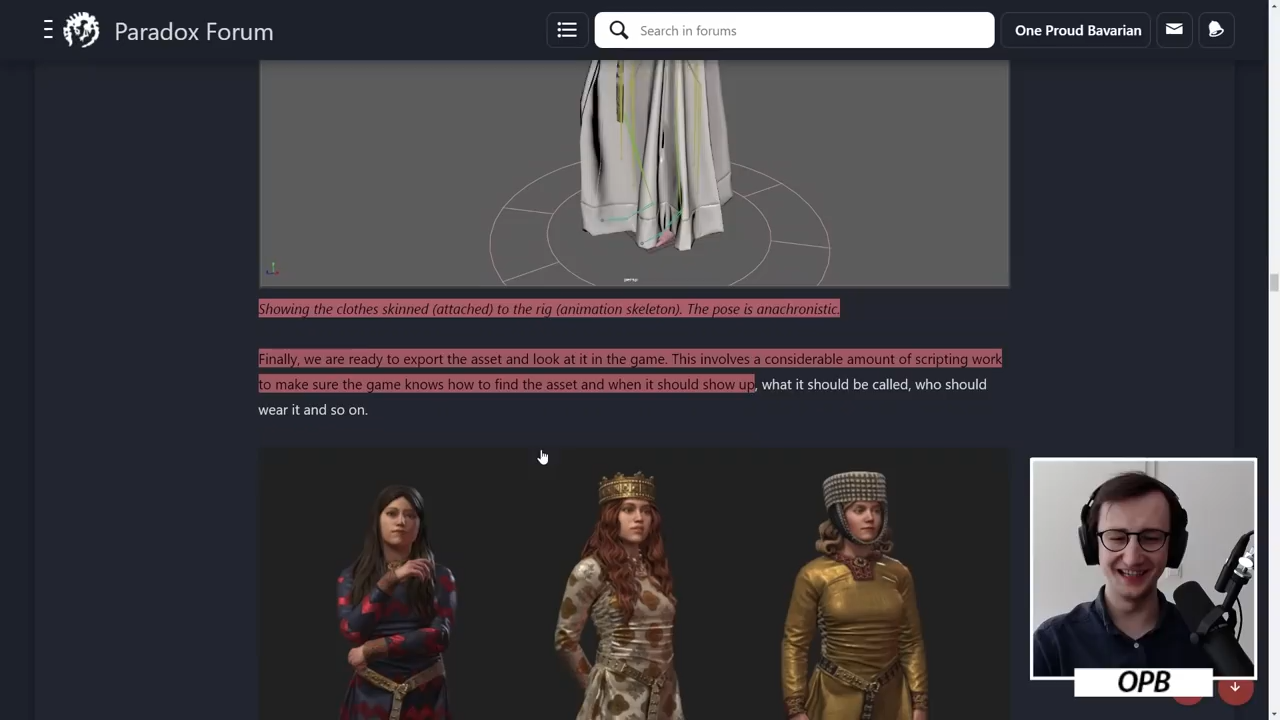 Paradox Forum
Search in forums
One Proud Bavarian
persp
Showing the clothes skinned (attached) to the rig (animation skeleton). The pose is anachronistic.
Finally, we are ready to export the asset and look at it in the game. This involves a considerable amount of scripting work
to make sure the game knows how to find the asset and when it should show up, what it should be called, who should
wear it and so on.
OPB